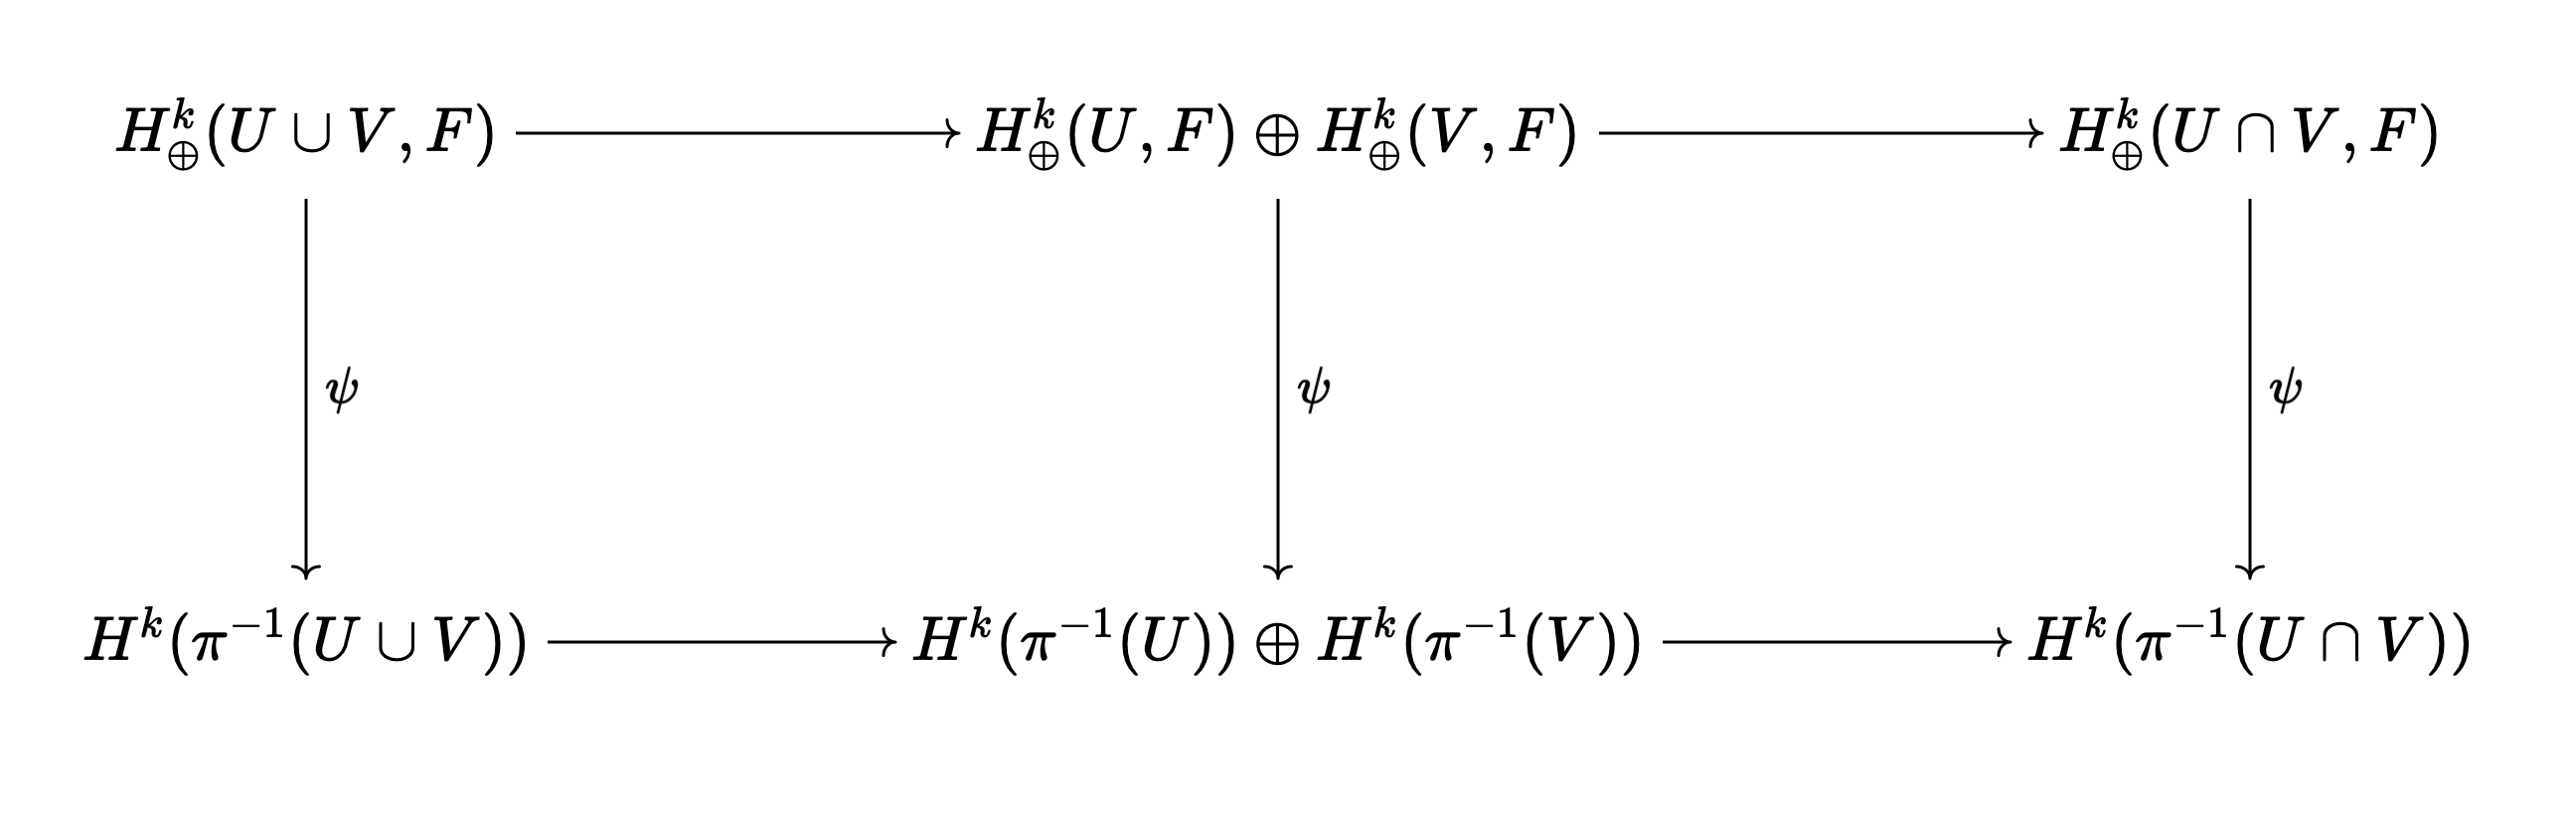 H^k_⊕(U ∪ V, F) ⟶ H^k_⊕(U, F) ⊕ H^k_⊕(V, F) ⟶ H^k_⊕(U ∩ V, F)
ψ ψ ψ
H^k(π^{-1}(U ∪ V)) ⟶ H^k(π^{-1}(U)) ⊕ H^k(π^{-1}(V)) ⟶ H^k(π^{-1}(U ∩ V))